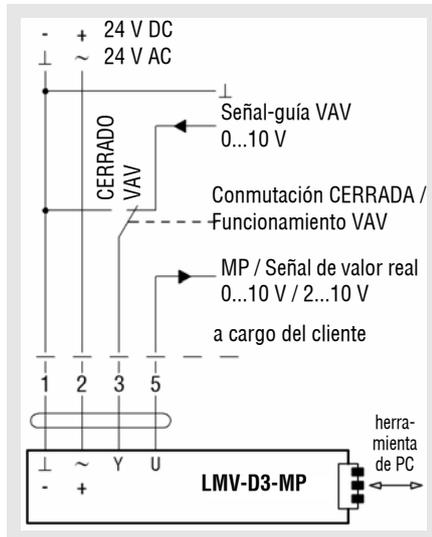 - + 24 V DC
⊥ ~ 24 V AC
⊥
Señal-guía VAV
0...10 V
CERRADO
VAV
Conmutación CERRADA /
Funcionamiento VAV
MP / Señal de valor real
0...10 V / 2...10 V
a cargo del cliente
1 2 3 5
herra-
mienta
de PC
⊥ ~ Y U
- +
LMV-D3-MP